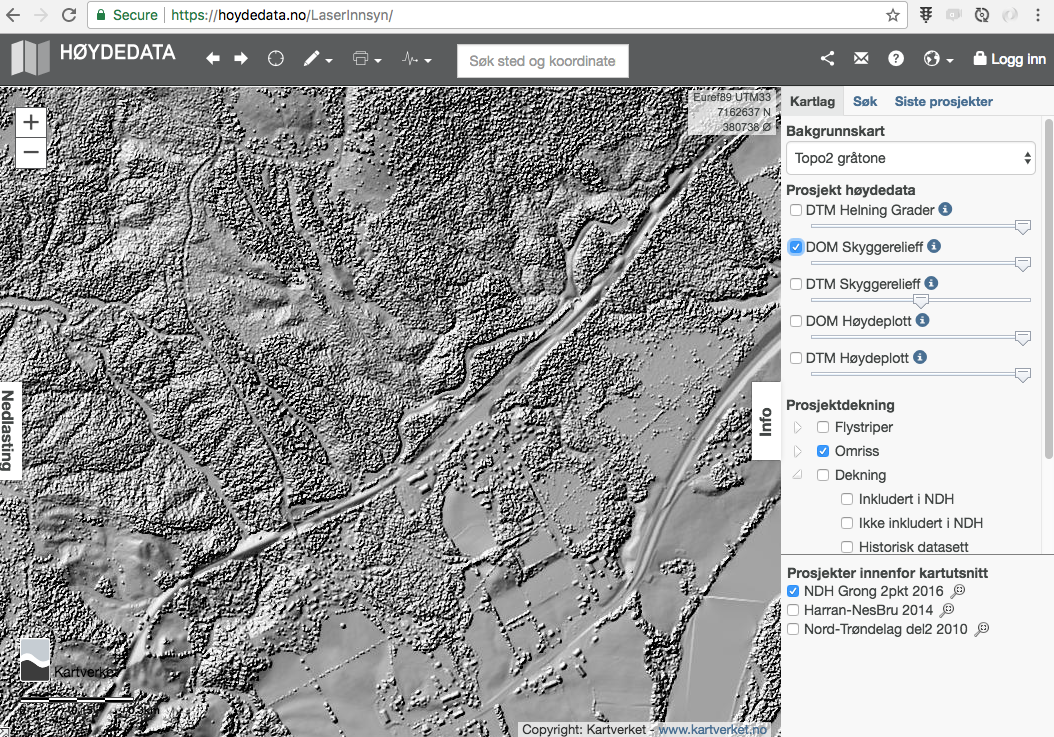 Secure https://hoydedata.no/LaserInnsyn/
HØYDEDATA
Søk sted og koordinate
Logg inn
Euref89 UTM33
7162637 N
380738 Ø
+
−
Nedlasting
Info
Kartverket
Copyright: Kartverket - www.kartverket.no
Kartlag Søk Siste prosjekter
Bakgrunnskart
Topo2 gråtone
Prosjekt høydedata
DTM Helning Grader
DOM Skyggerelieff
DTM Skyggerelieff
DOM Høydeplott
DTM Høydeplott
Prosjektdekning
Flystriper
Omriss
Dekning
Inkludert i NDH
Ikke inkludert i NDH
Historisk datasett
Prosjekter innenfor kartutsnitt
NDH Grong 2pkt 2016
Harran-NesBru 2014
Nord-Trøndelag del2 2010